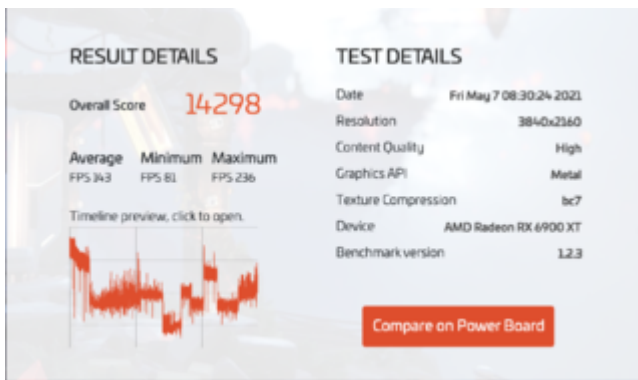 RESULT DETAILS
Overall Score 14298
Average Minimum Maximum
FPS 143 FPS 81 FPS 236
Timeline preview, click to open.
TEST DETAILS
Date Fri May 7 08:30:24 2021
Resolution 3840x2160
Content Quality High
Graphics API Metal
Texture Compression bc7
Device AMD Radeon RX 6900 XT
Benchmark version 1.2.3
Compare on Power Board